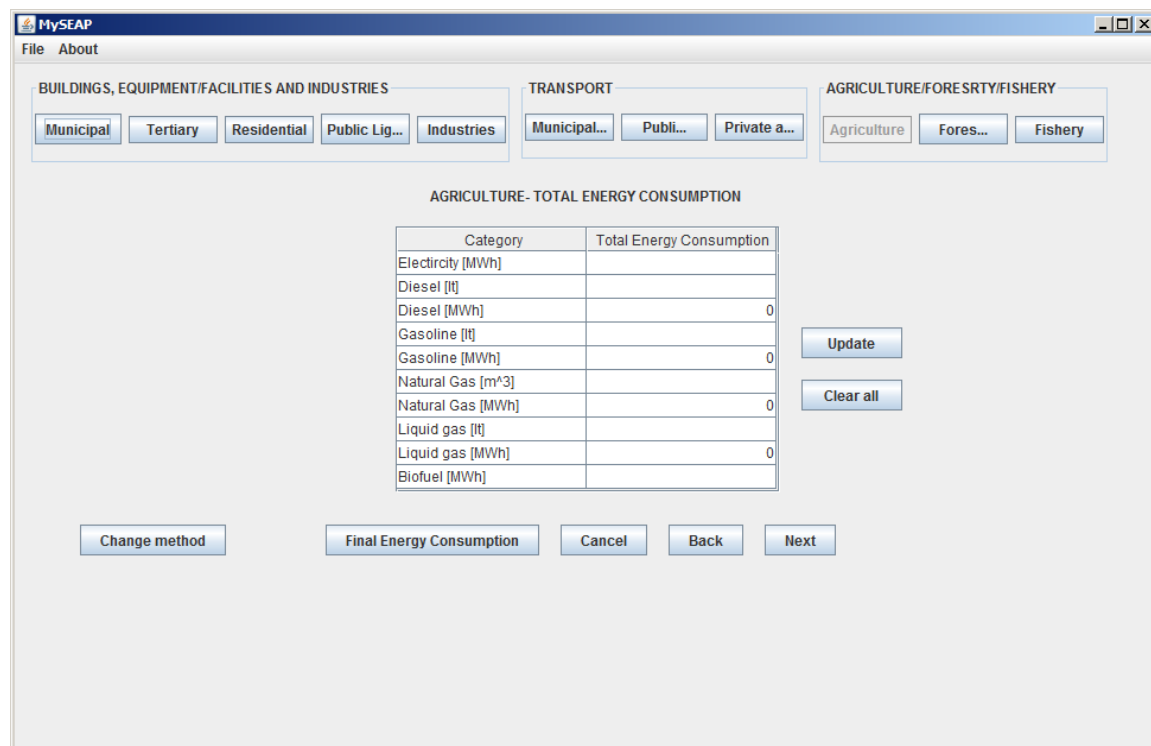 MySEAP
File About
BUILDINGS, EQUIPMENT/FACILITIES AND INDUSTRIES TRANSPORT AGRICULTURE/FORESRTY/FISHERY
Municipal Tertiary Residential Public Lig... Industries Municipal... Publi... Private a... Agriculture Fores... Fishery
AGRICULTURE- TOTAL ENERGY CONSUMPTION
Category Total Energy Consumption
Electircity [MWh]
Diesel [lt]
Diesel [MWh] 0
Gasoline [lt]
Gasoline [MWh] 0
Natural Gas [m^3]
Natural Gas [MWh] 0
Liquid gas [lt]
Liquid gas [MWh] 0
Biofuel [MWh]
Update
Clear all
Change method Final Energy Consumption Cancel Back Next